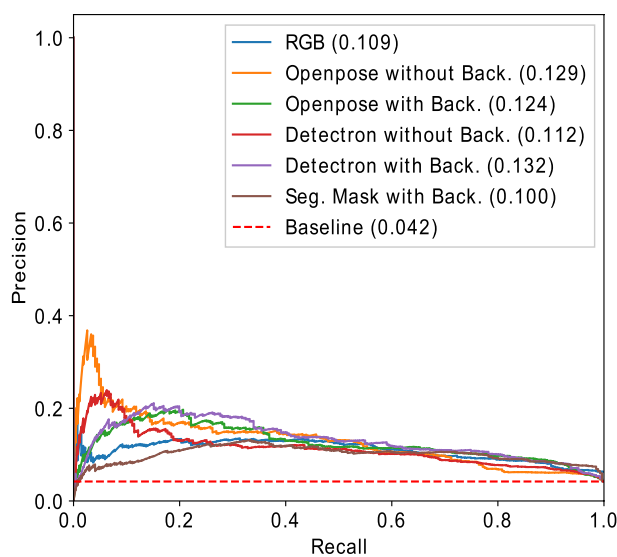 1.0
0.8
0.6
0.4
0.2
0.0
Precision
RGB (0.109)
Openpose without Back. (0.129)
Openpose with Back. (0.124)
Detectron without Back. (0.112)
Detectron with Back. (0.132)
Seg. Mask with Back. (0.100)
Baseline (0.042)
0.0 0.2 0.4 0.6 0.8 1.0
Recall